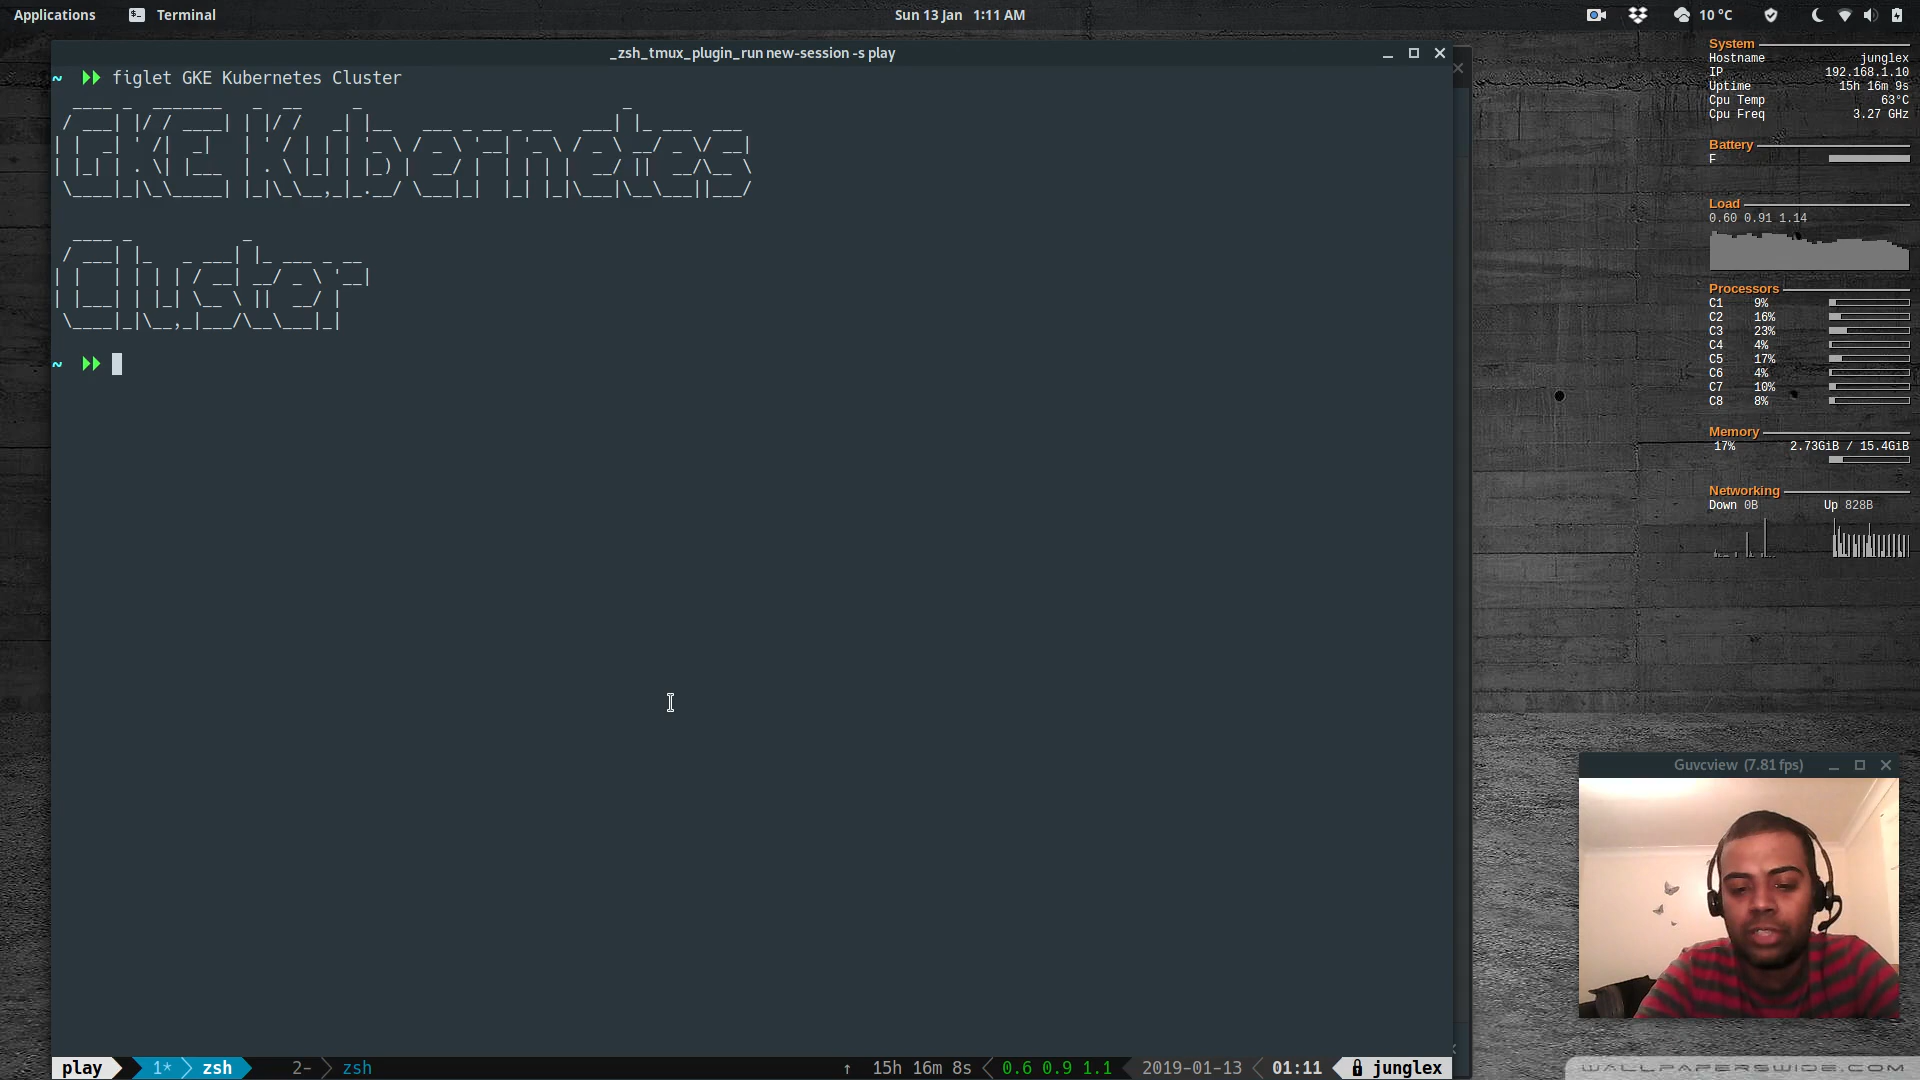 Applications Terminal Sun 13 Jan 1:11 AM 10 °C
_zsh_tmux_plugin_run new-session -s play
~ figlet GKE Kubernetes Cluster
GKE Kubernetes
Cluster
~
play 1* zsh 2- zsh ↑ 15h 16m 8s 0.6 0.9 1.1 2019-01-13 01:11 junglex
System
Hostname junglex
IP 192.168.1.10
Uptime 15h 16m 9s
Cpu Temp 63°C
Cpu Freq 3.27 GHz
Battery
F
Load
0.60 0.91 1.14
Processors
C1 9%
C2 16%
C3 23%
C4 4%
C5 17%
C6 4%
C7 10%
C8 8%
Memory
17% 2.73GiB / 15.4GiB
Networking
Down 0B Up 828B
Guvcview (7.81 fps)
WALLPAPERSWIDE.COM